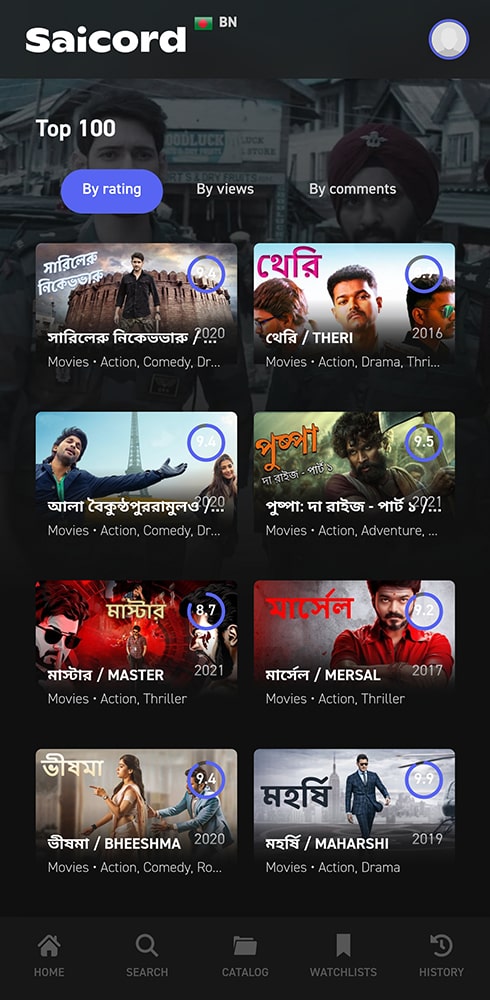 Saicord
BN
GOODLUCK
LUCK
STORE
Top 100
By rating
By views
By comments
সারিলেরু
নিকেভভারু
9.4
2020
সারিলেরু নিকেভভারু / ...
Movies • Action, Comedy, Dr...
থেরি
2016
থেরি / THERI
Movies • Action, Drama, Thri...
9.4
2020
আলা বৈকুন্ঠপুররামুলও /...
Movies • Action, Comedy, Dr...
পুষ্পা
দা রাইজ - পার্ট ১
9.5
2021
পুষ্পা: দা রাইজ - পার্ট ১ /...
Movies • Action, Adventure, ...
মাস্টার
8.7
2021
মাস্টার / MASTER
Movies • Action, Thriller
মার্সেল
9.2
2017
মার্সেল / MERSAL
Movies • Action, Thriller
ভীষমা
9.4
2020
ভীষমা / BHEESHMA
Movies • Action, Comedy, Ro...
মহর্ষি
9.9
2019
মহর্ষি / MAHARSHI
Movies • Action, Drama
HOME
SEARCH
CATALOG
WATCHLISTS
HISTORY